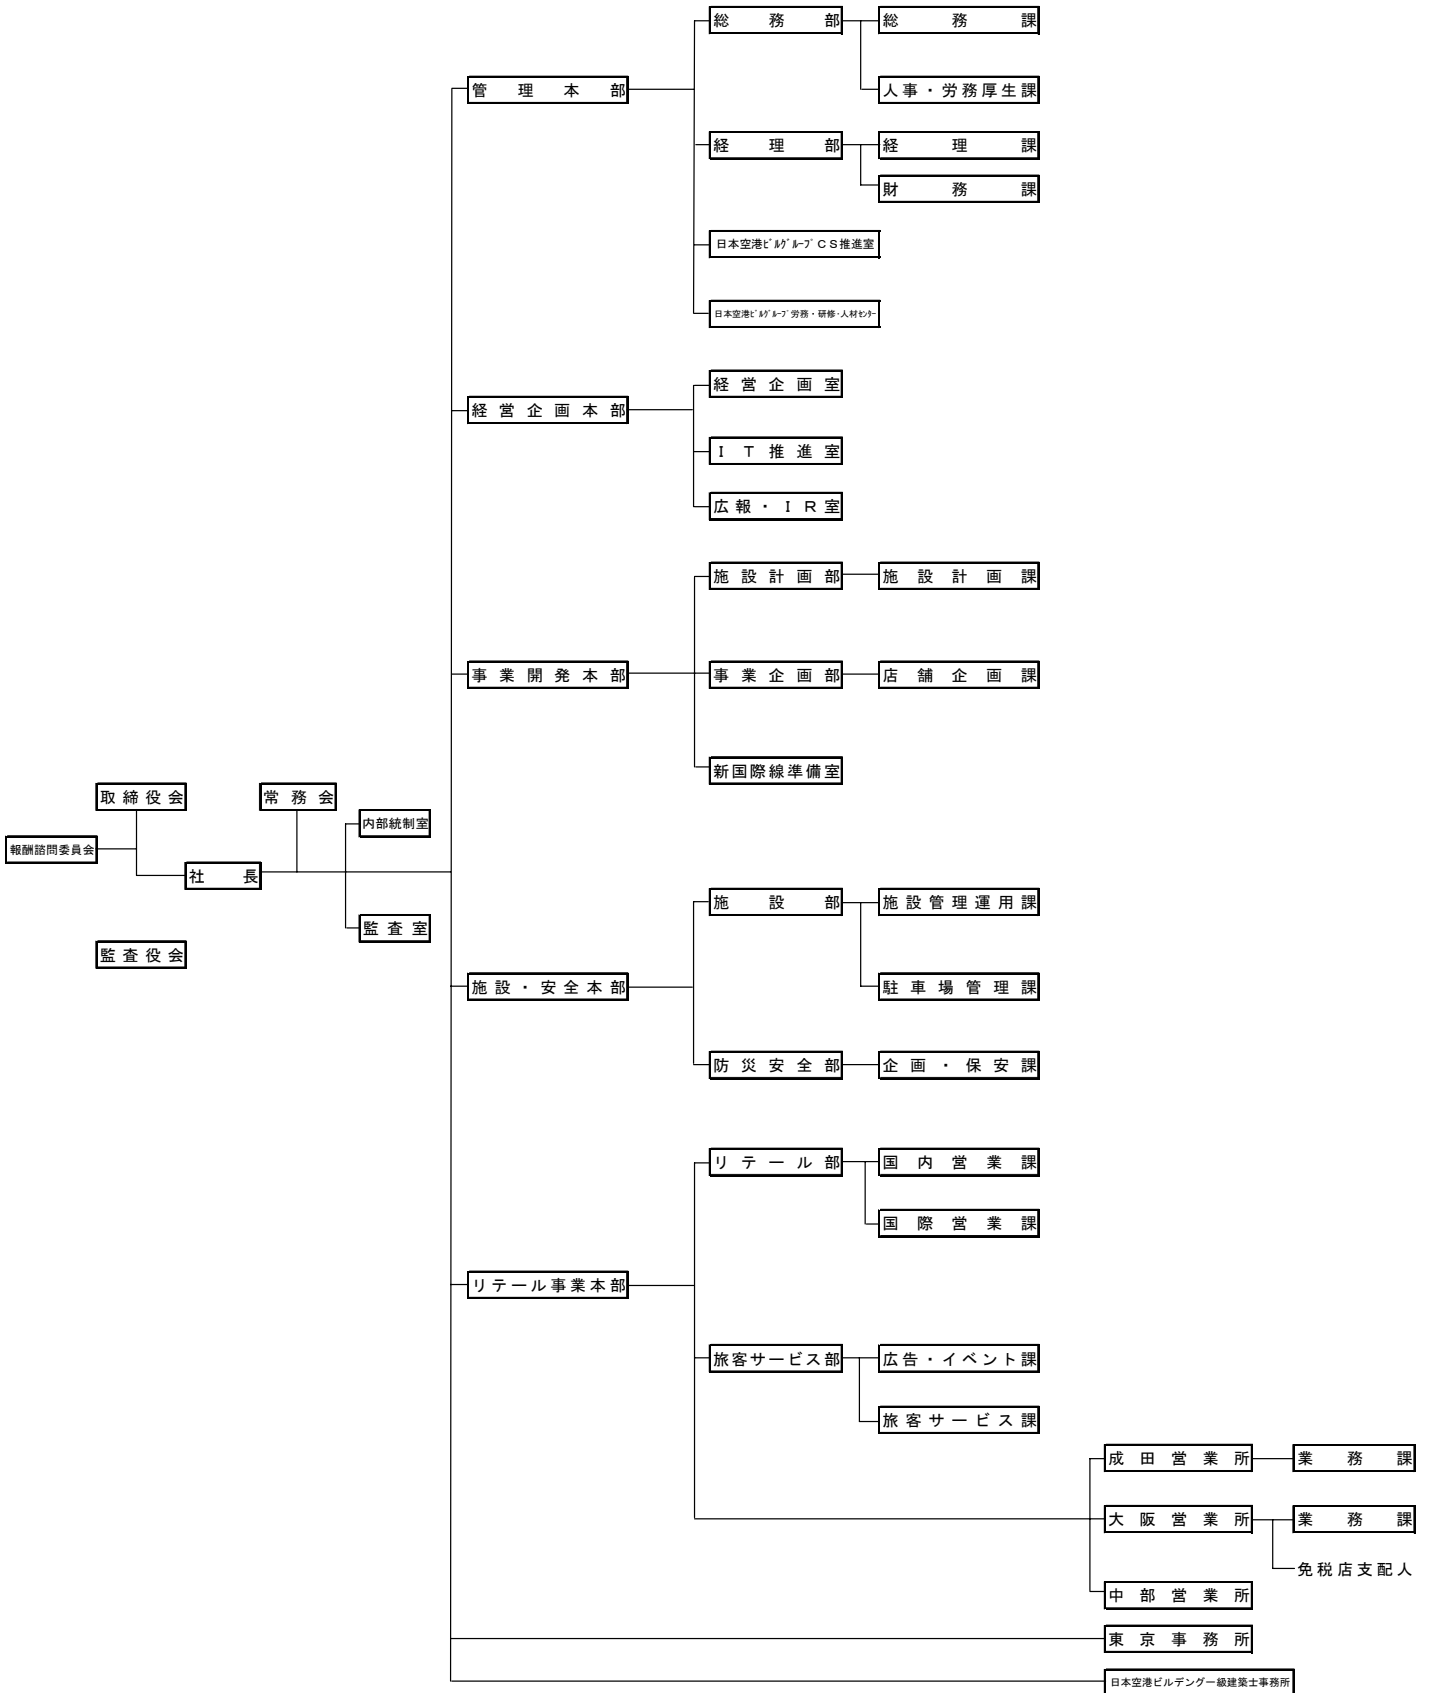 総務部
総務課
管理本部
人事・労務厚生課
経理部
経理課
財務課
日本空港ﾋﾞﾙｸﾞﾙｰﾌﾟＣＳ推進室
日本空港ﾋﾞﾙｸﾞﾙｰﾌﾟ労務・研修・人材ｾﾝﾀｰ
経営企画室
経営企画本部
ＩＴ推進室
広報・ＩＲ室
施設計画部
施設計画課
事業開発本部
事業企画部
店舗企画課
新国際線準備室
取締役会
常務会
内部統制室
報酬諮問委員会
社長
監査室
監査役会
施設部
施設管理運用課
施設・安全本部
駐車場管理課
防災安全部
企画・保安課
リテール部
国内営業課
国際営業課
リテール事業本部
旅客サービス部
広告・イベント課
旅客サービス課
成田営業所
業務課
大阪営業所
業務課
免税店支配人
中部営業所
東京事務所
日本空港ビルデング一級建築士事務所